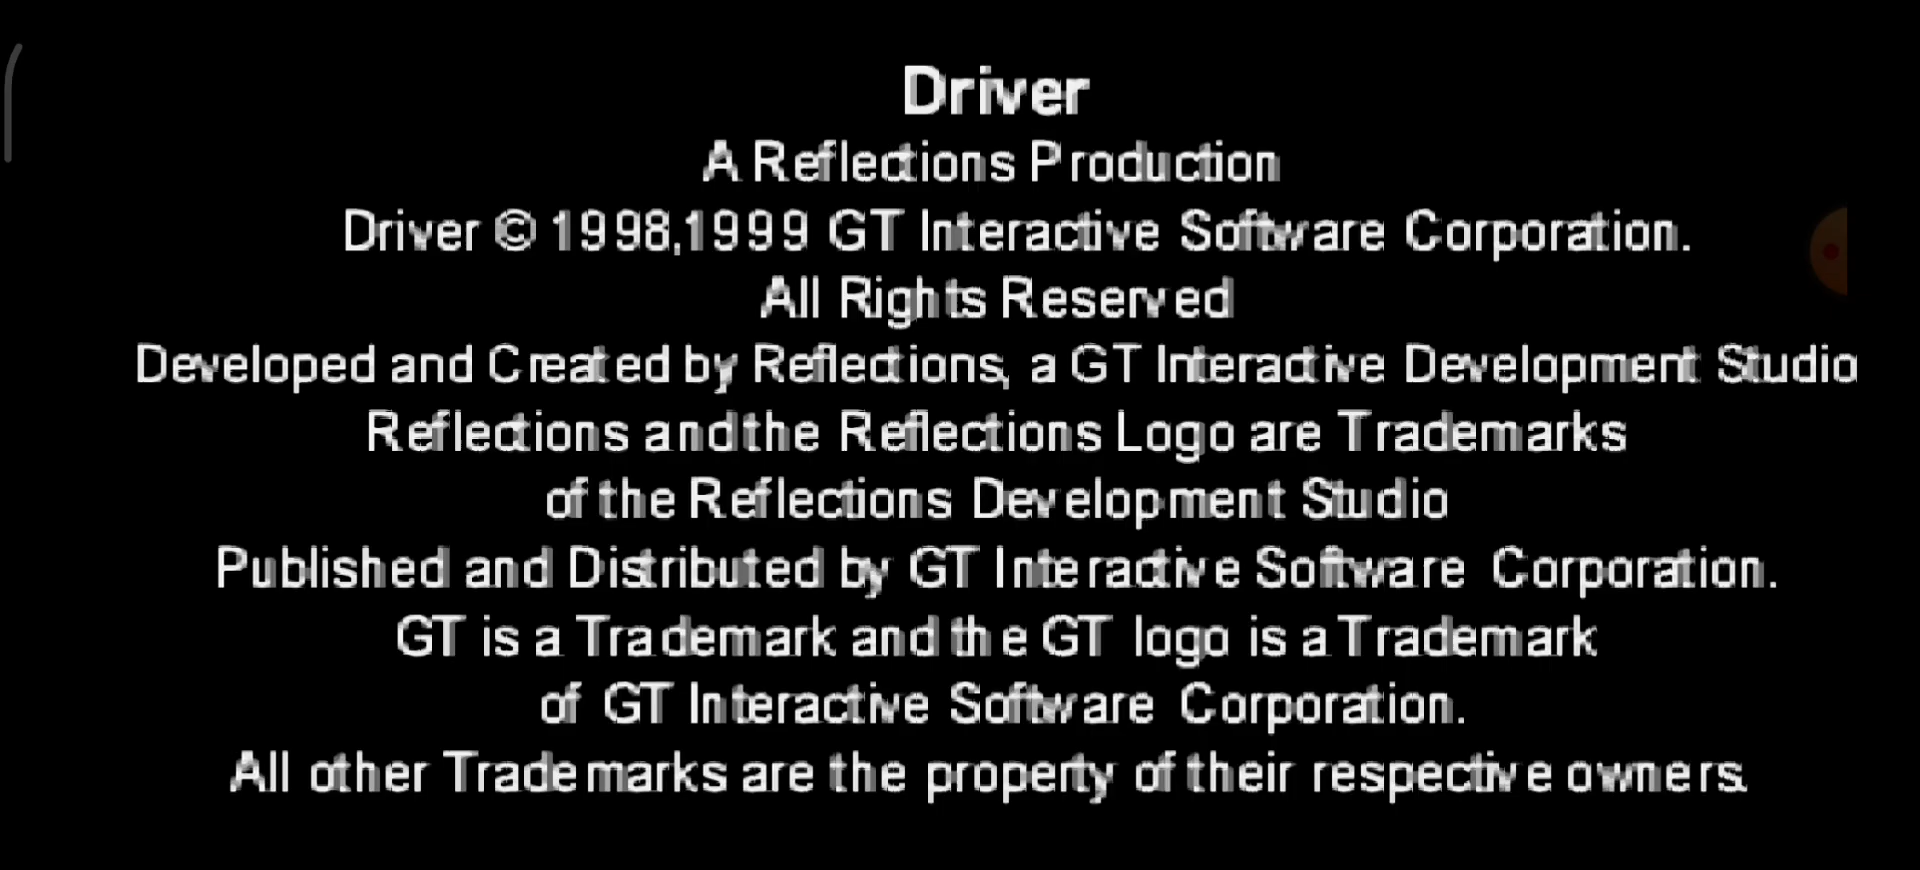 Driver
A Reflections Production
Driver © 1998,1999 GT Interactive Software Corporation.
All Rights Reserved
Developed and Created by Reflections, a GT Interactive Development Studio
Reflections and the Reflections Logo are Trademarks
of the Reflections Development Studio
Published and Distributed by GT Interactive Software Corporation.
GT is a Trademark and the GT logo is a Trademark
of GT Interactive Software Corporation.
All other Trademarks are the property of their respective owners.